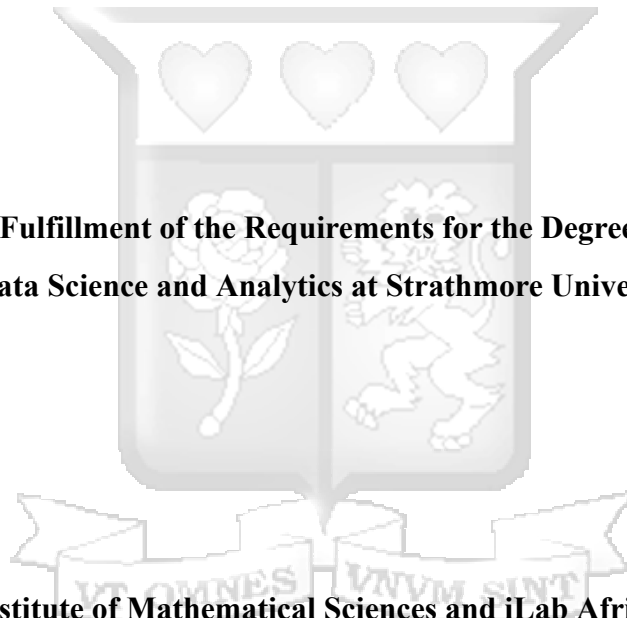 Fulfillment of the Requirements for the Degree
ata Science and Analytics at Strathmore Unive
VT OMNES VNVM SINT
stitute of Mathematical Sciences and iLab Afri